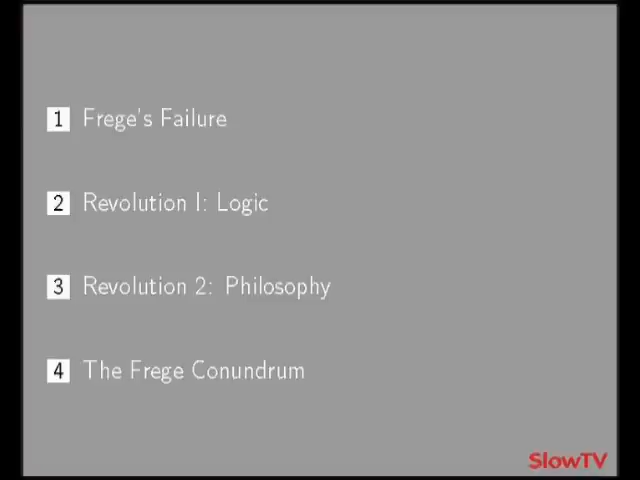 1 Frege's Failure
2 Revolution I: Logic
3 Revolution 2: Philosophy
4 The Frege Conundrum
SlowTV